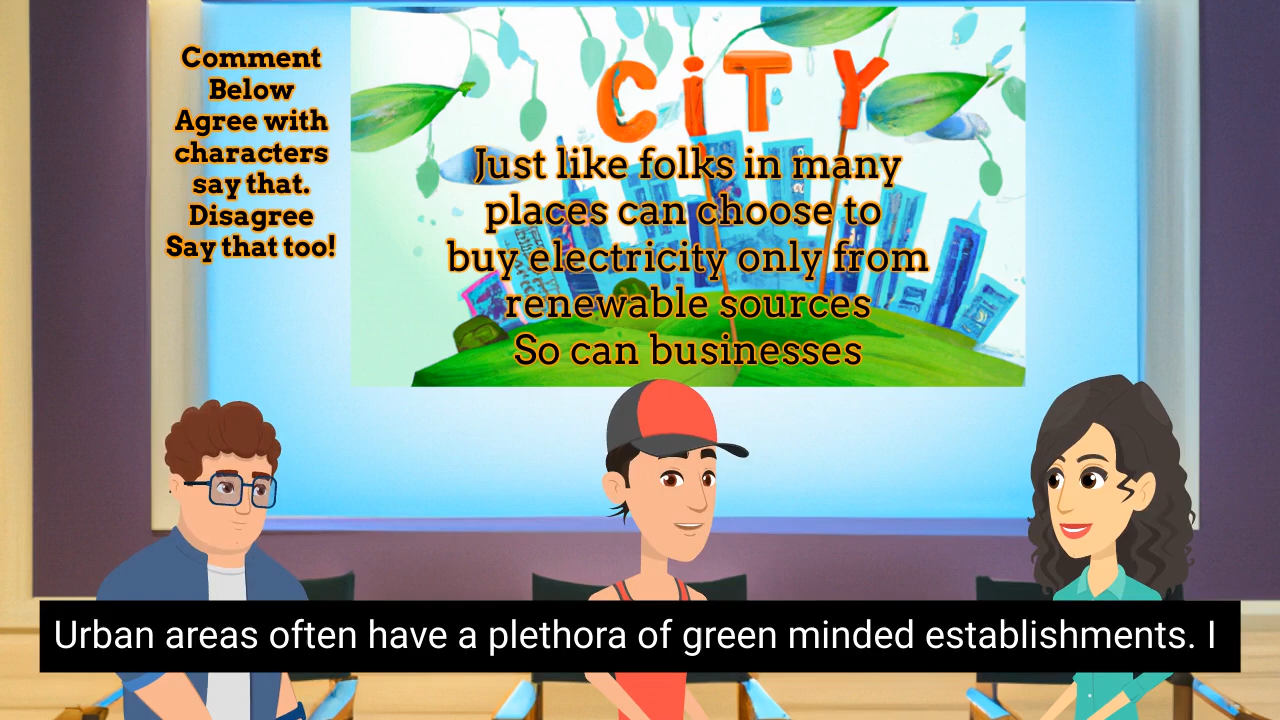 Comment
Below
Agree with
characters
say that.
Disagree
Say that too!
CiTY
Just like folks in many
places can choose to
buy electricity only from
renewable sources
So can businesses
Urban areas often have a plethora of green minded establishments. I